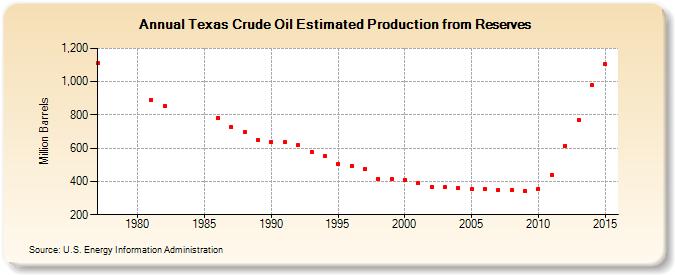 Annual Texas Crude Oil Estimated Production from Reserves
Million Barrels
1,200
1,000
800
600
400
200
1980 1985 1990 1995 2000 2005 2010 2015
Source: U.S. Energy Information Administration